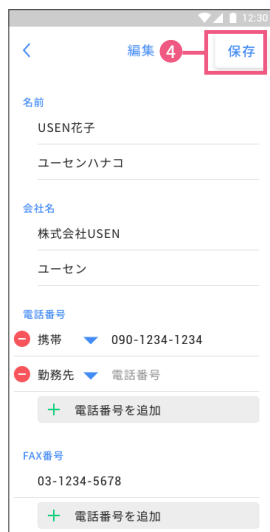 12:30
編集 4 保存
名前
USEN花子
ユーセンハナコ
会社名
株式会社USEN
ユーセン
電話番号
携帯 090-1234-1234
勤務先 電話番号
+ 電話番号を追加
FAX番号
03-1234-5678
+ 電話番号を追加